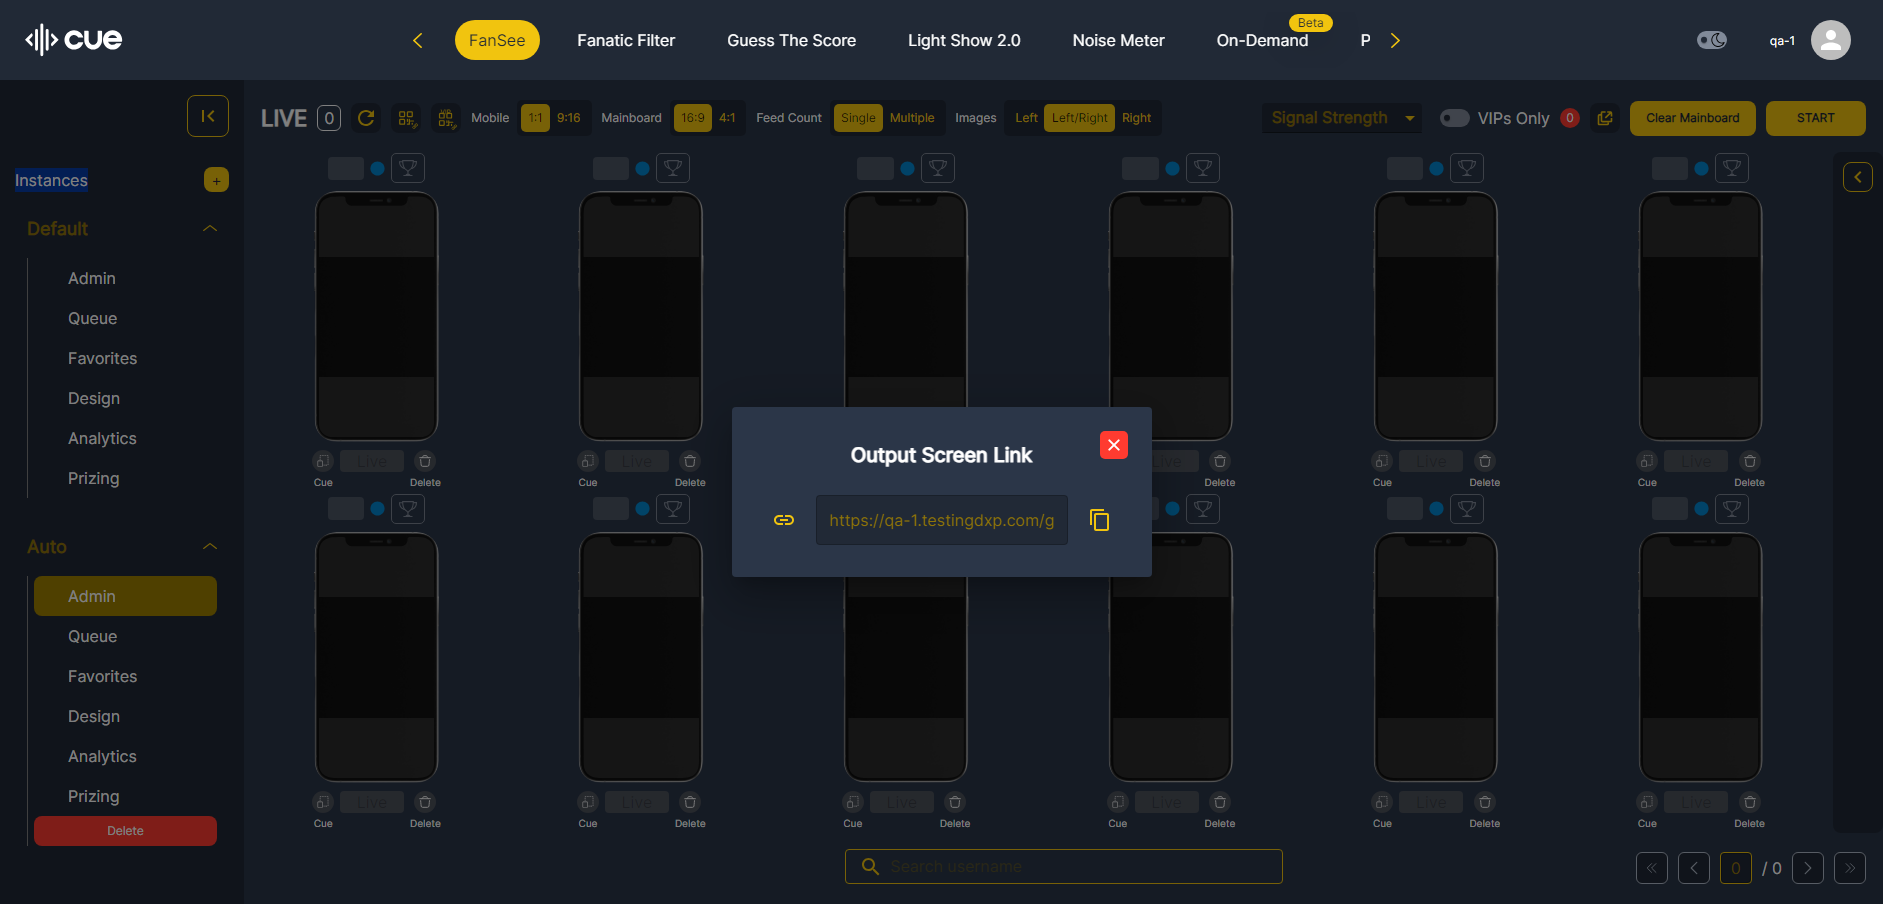 cue
FanSee
Fanatic Filter
Guess The Score
Light Show 2.0
Noise Meter
On-Demand
Beta
P
qa-1
Instances
+
Default
Admin
Queue
Favorites
Design
Analytics
Prizing
Auto
Admin
Queue
Favorites
Design
Analytics
Prizing
Delete
LIVE 0
Mobile 1:1 9:16
Mainboard 16:9 4:1
Feed Count Single Multiple
Images Left Left/Right Right
Signal Strength
VIPs Only 0
Clear Mainboard
START
Live Live Live Live Live
Cue Delete Cue Delete Delete Cue Delete Cue Delete
Output Screen Link
https://qa-1.testingdxp.com/g
Live Live Live Live Live Live
Cue Delete Cue Delete Cue Delete Cue Delete Cue Delete Cue Delete
Search username
0 / 0